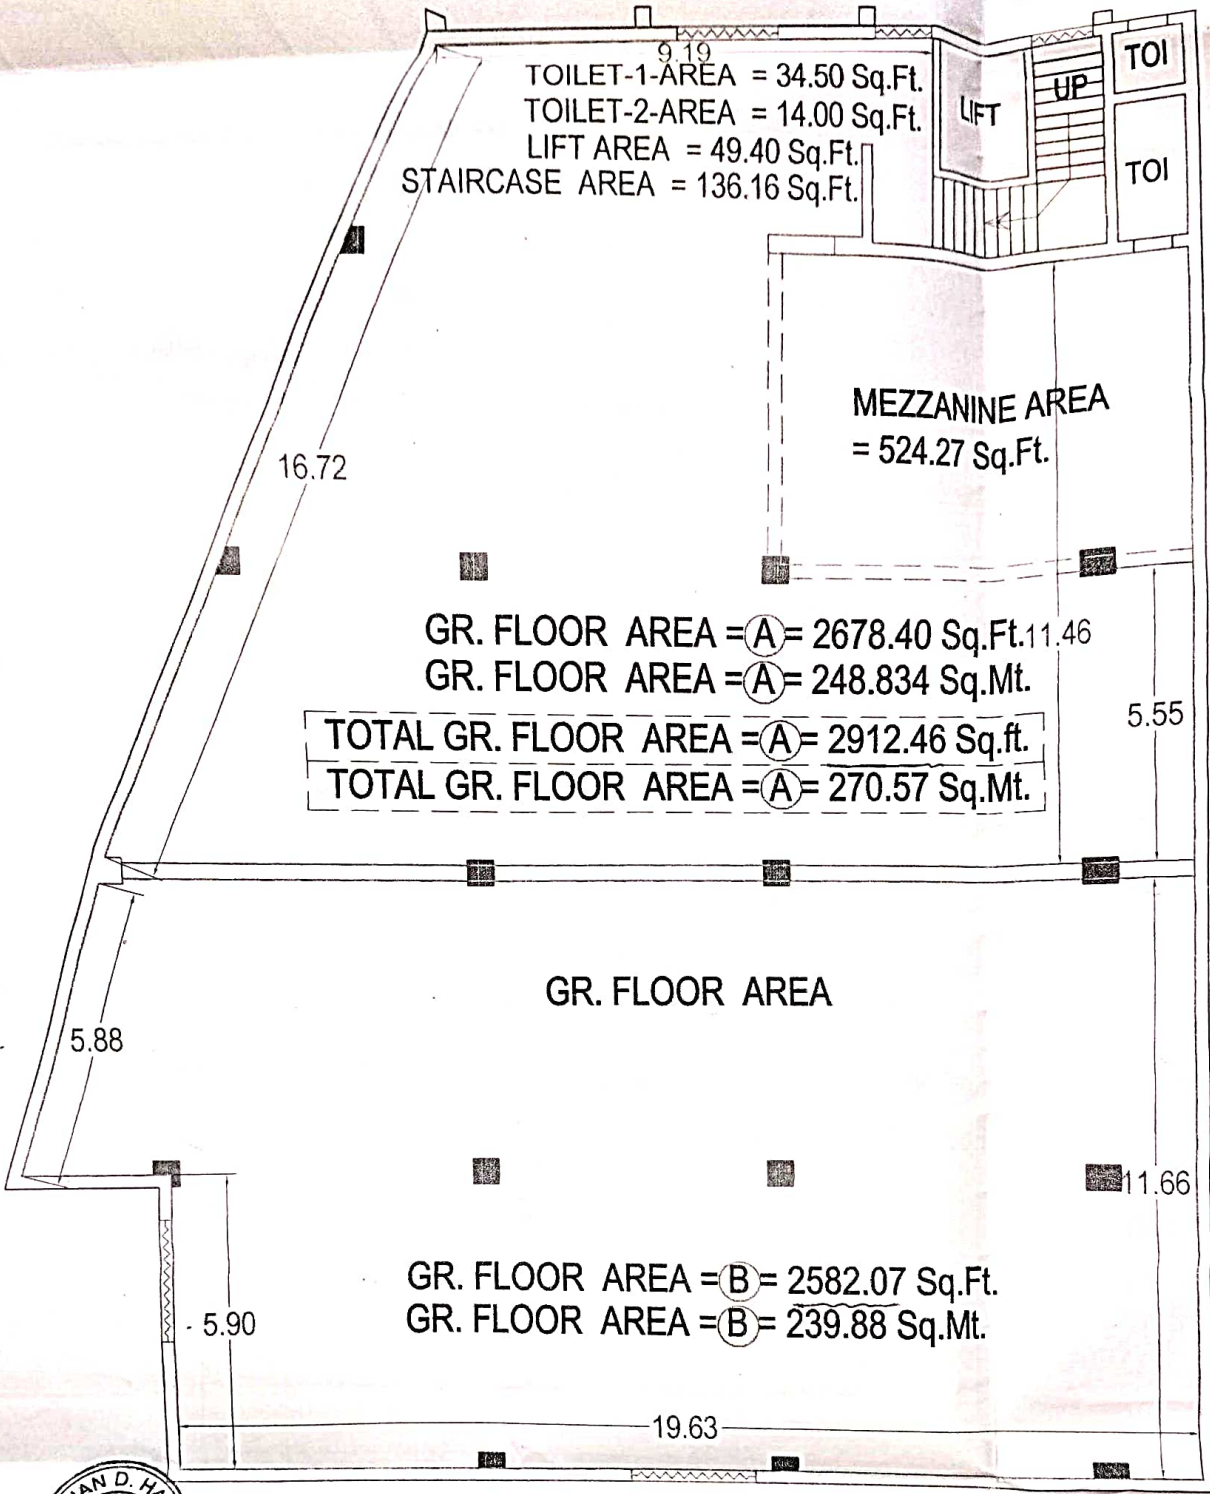 9.19
TOILET-1-AREA = 34.50 Sq.Ft.
TOILET-2-AREA = 14.00 Sq.Ft.
LIFT AREA = 49.40 Sq.Ft.
STAIRCASE AREA = 136.16 Sq.Ft.
LIFT
UP
TOI
TOI
MEZZANINE AREA
= 524.27 Sq.Ft.
16.72
GR. FLOOR AREA =A= 2678.40 Sq.Ft.
11.46
GR. FLOOR AREA =A= 248.834 Sq.Mt.
5.55
TOTAL GR. FLOOR AREA =A= 2912.46 Sq.ft.
TOTAL GR. FLOOR AREA =A= 270.57 Sq.Mt.
GR. FLOOR AREA
5.88
11.66
GR. FLOOR AREA =B= 2582.07 Sq.Ft.
GR. FLOOR AREA =B= 239.88 Sq.Mt.
5.90
19.63